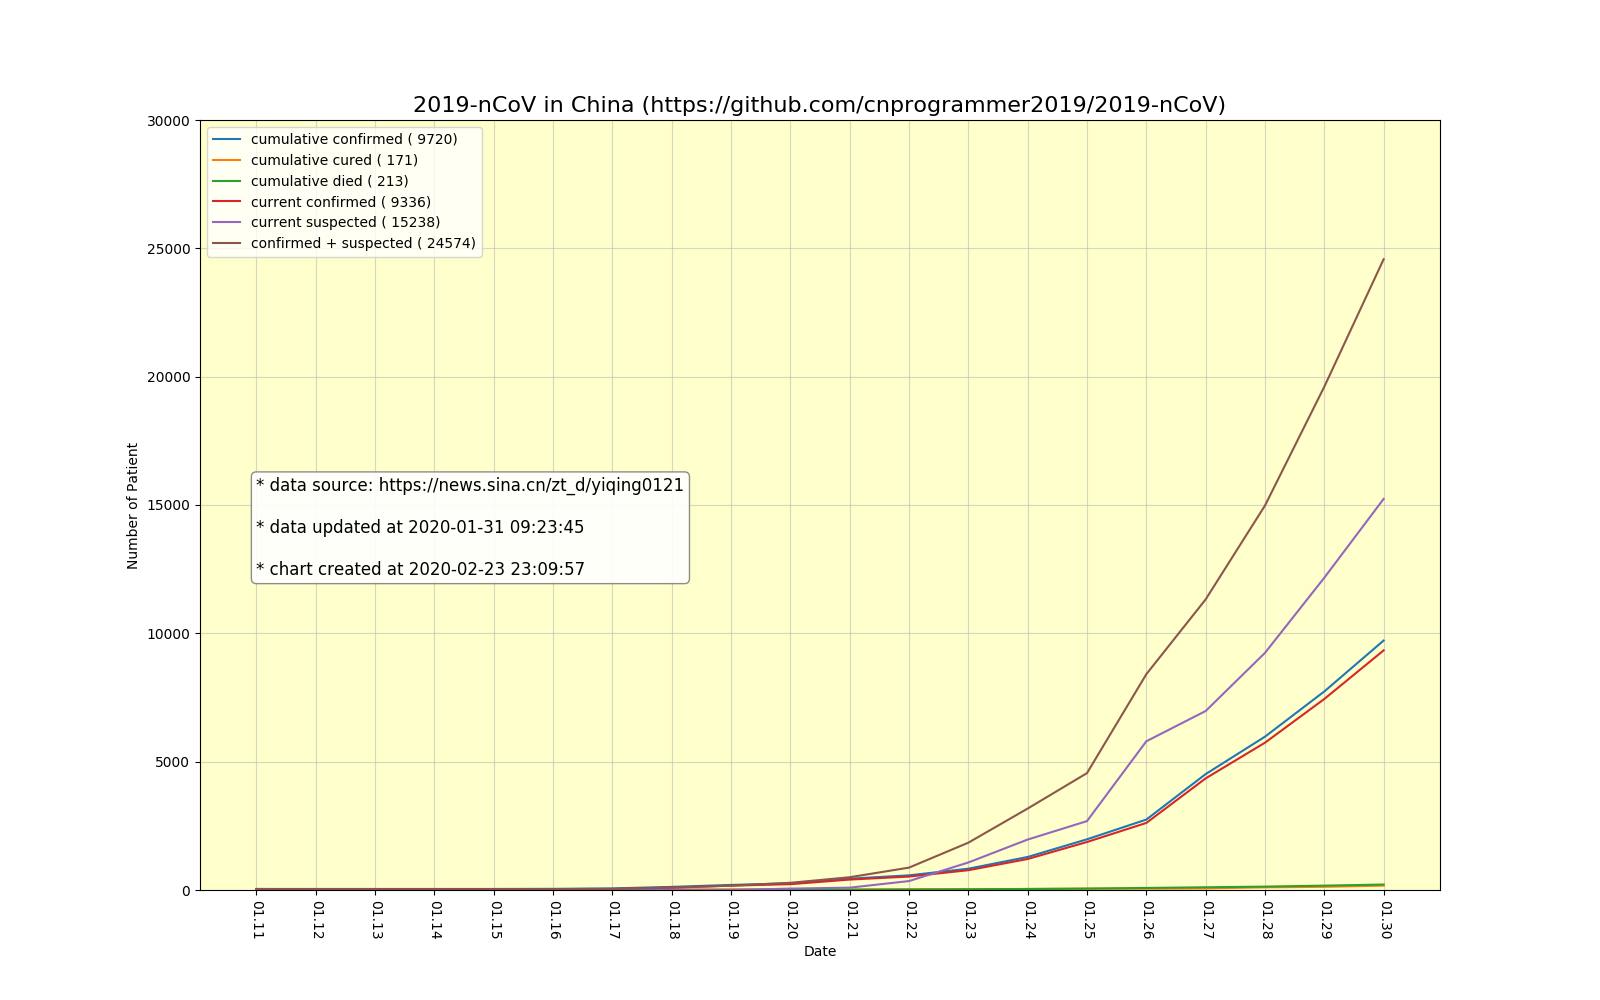 2019-nCoV in China (https://github.com/cnprogrammer2019/2019-nCoV)
30000
25000
20000
15000
10000
5000
0
Number of Patient
cumulative confirmed ( 9720)
cumulative cured ( 171)
cumulative died ( 213)
current confirmed ( 9336)
current suspected ( 15238)
confirmed + suspected ( 24574)
* data source: https://news.sina.cn/zt_d/yiqing0121
* data updated at 2020-01-31 09:23:45
* chart created at 2020-02-23 23:09:57
01.11
01.12
01.13
01.14
01.15
01.16
01.17
01.18
01.19
01.20
01.21
01.22
01.23
01.24
01.25
01.26
01.27
01.28
01.29
01.30
Date